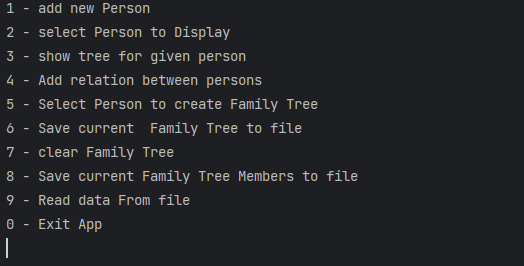 1 - add new Person
2 - select Person to Display
3 - show tree for given person
4 - Add relation between persons
5 - Select Person to create Family Tree
6 - Save current  Family Tree to file
7 - clear Family Tree
8 - Save current Family Tree Members to file
9 - Read data From file
0 - Exit App